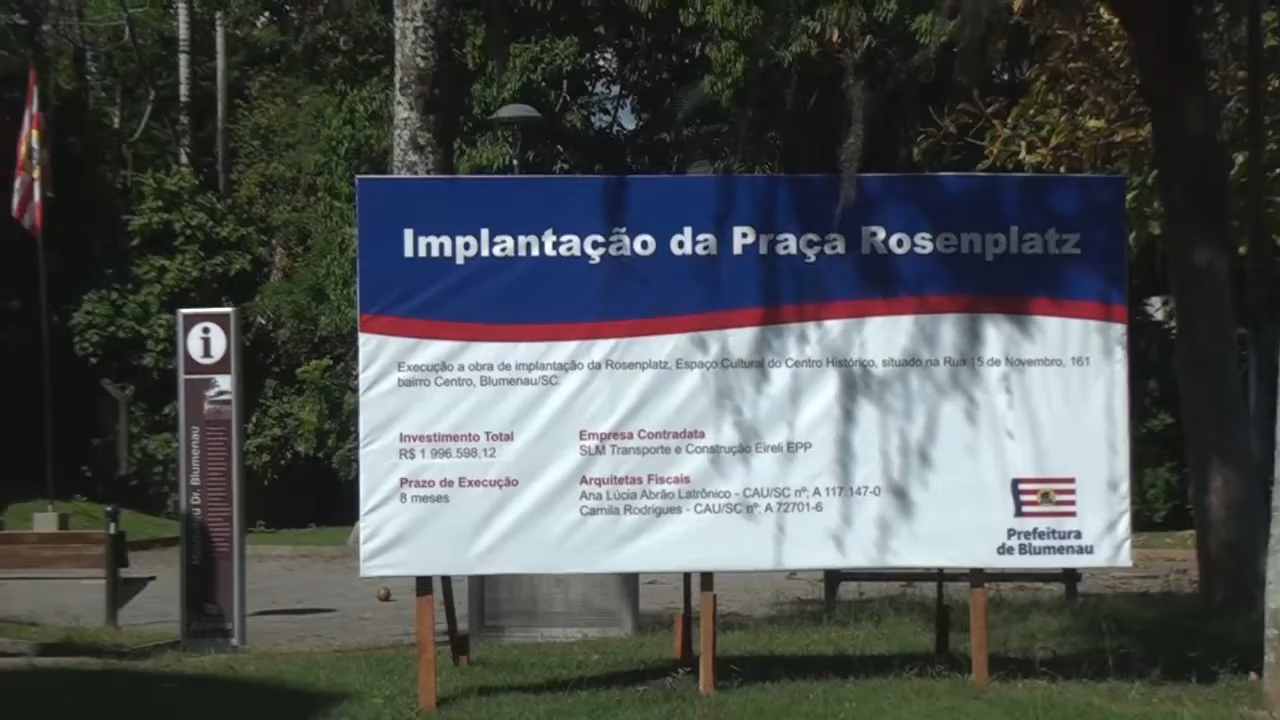 Implantação da Praça Rosenplatz
Execução a obra de implantação da Rosenplatz, Espaço Cultural do Centro Histórico, situado na Rua 15 de Novembro, 161
bairro Centro, Blumenau/SC.
Investimento Total
R$ 1.996.598,12
Prazo de Execução
8 meses
Empresa Contratada
SLM Transporte e Construção Eireli EPP
Arquitetas Fiscais
Ana Lúcia Abrão Latrônico - CAU/SC nº: A 117.147-0
Camila Rodrigues - CAU/SC nº: A 72701-6
Prefeitura
de Blumenau
i
Dr. Blumenau